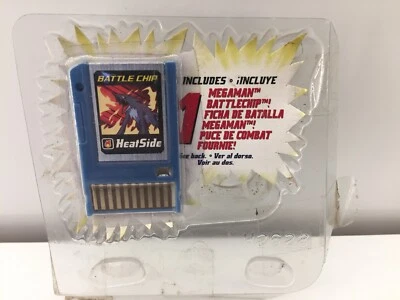 BATTLE CHIP
HeatSide
INCLUDES • ¡INCLUYE
1
MEGAMAN™
BATTLECHIP™!
FICHA DE BATALLA
MEGAMAN™!
PUCE DE COMBAT
FOURNIE!
back. • Ver al dorso.
Voir au dos.